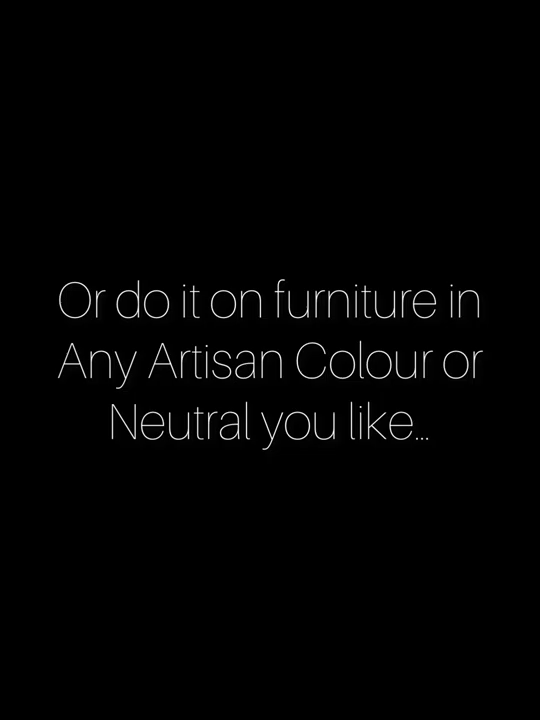 Or do it on furniture in
Any Artisan Colour or
Neutral you like...